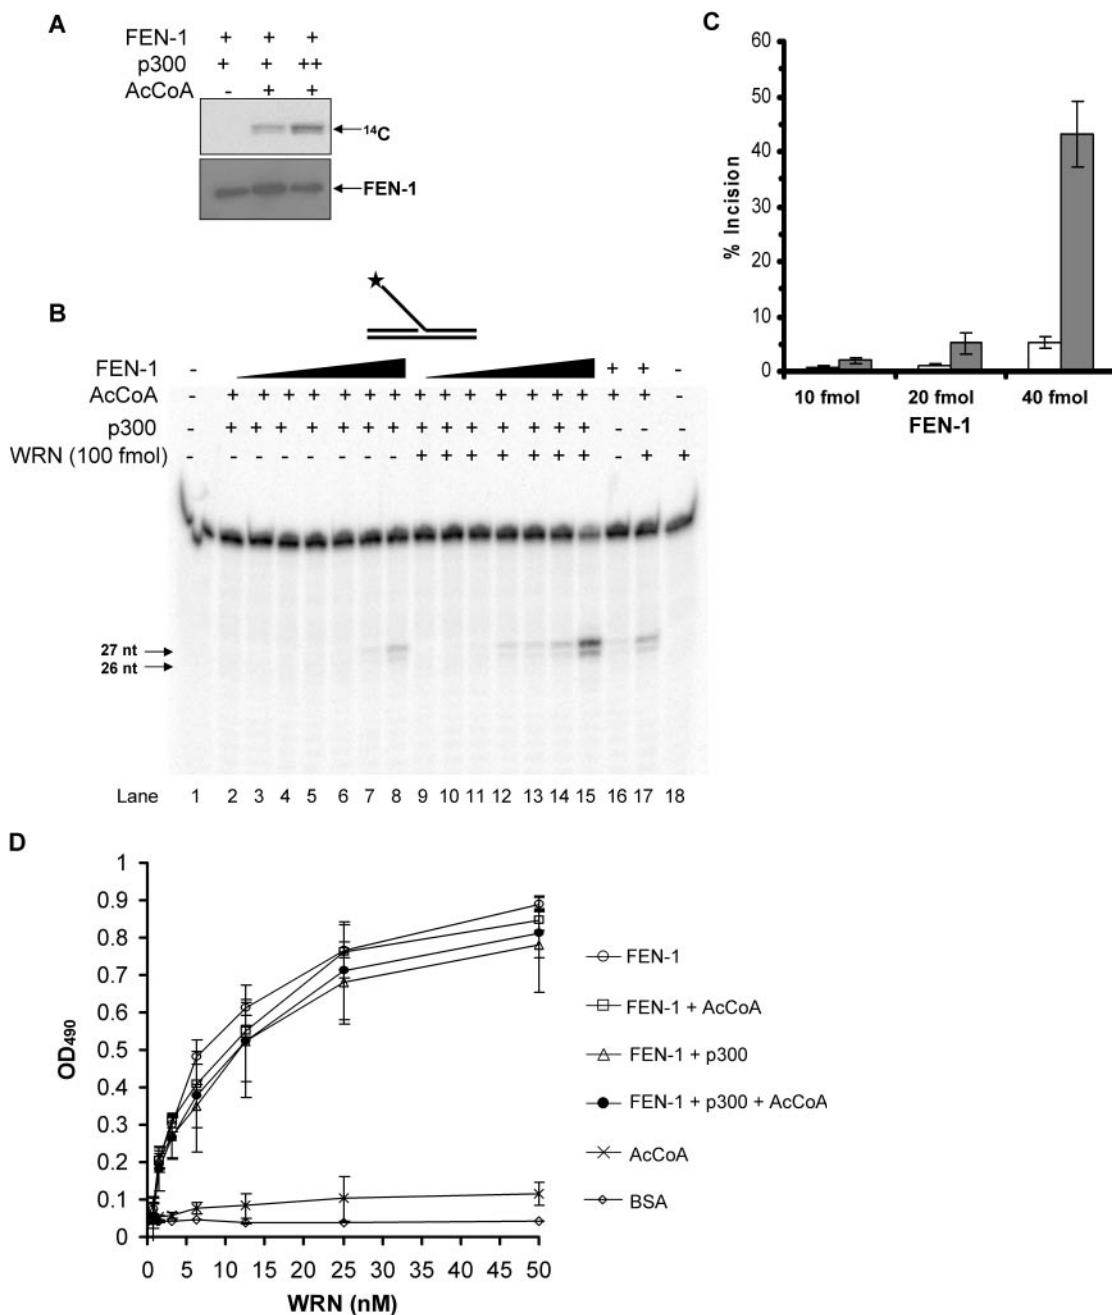 A
FEN-1 + + +
p300 + + ++
AcCoA - + +
14C
FEN-1
C
60
50
40
30
20
10
0
% Incision
10 fmol 20 fmol 40 fmol
FEN-1
B
FEN-1 - + + -
AcCoA - + + + + + + + + + + + + + + + + -
p300 - + + + + + + + + + + + + + + - - -
WRN (100 fmol) - - - - - - - - + + + + + + + - + +
27 nt
26 nt
Lane 1 2 3 4 5 6 7 8 9 10 11 12 13 14 15 16 17 18
D
1
0.9
0.8
0.7
0.6
0.5
0.4
0.3
0.2
0.1
0
OD490
0 5 10 15 20 25 30 35 40 45 50
WRN (nM)
FEN-1
FEN-1 + AcCoA
FEN-1 + p300
FEN-1 + p300 + AcCoA
AcCoA
BSA